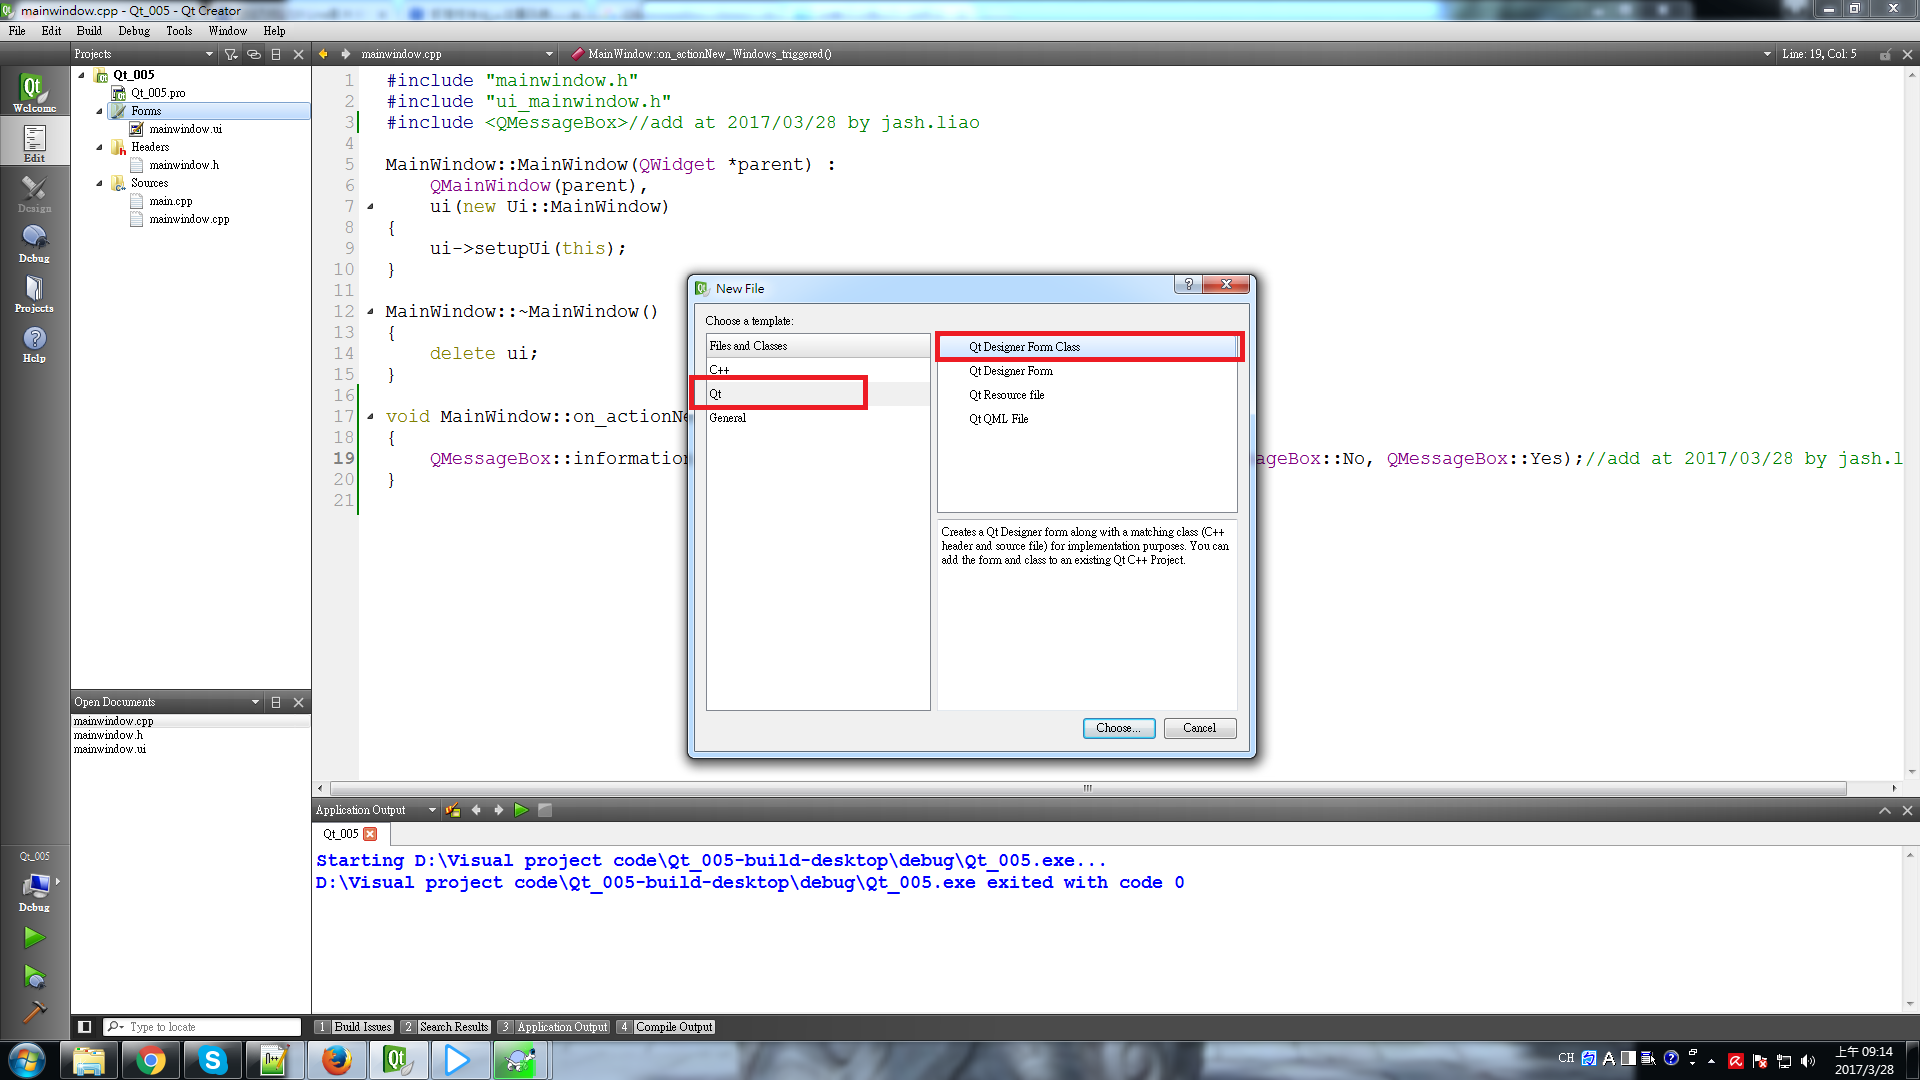 mainwindow.cpp - Qt_005 - Qt Creator
File Edit Build Debug Tools Window Help
Projects
mainwindow.cpp
MainWindow::on_actionNew_Windows_triggered()
Line: 19, Col: 5
Welcome
Edit
Design
Debug
Projects
Help
Qt_005
Qt_005.pro
Forms
mainwindow.ui
Headers
mainwindow.h
Sources
main.cpp
mainwindow.cpp
1 #include "mainwindow.h"
2 #include "ui_mainwindow.h"
3 #include <QMessageBox>//add at 2017/03/28 by jash.liao
4
5 MainWindow::MainWindow(QWidget *parent) :
6 QMainWindow(parent),
7 ui(new Ui::MainWindow)
8 {
9 ui->setupUi(this);
10 }
11
12 MainWindow::~MainWindow()
13 {
14 delete ui;
15 }
16
17 void MainWindow::on_actionNe
18 {
19 QMessageBox::information ageBox::No, QMessageBox::Yes);//add at 2017/03/28 by jash.l
20 }
21
New File
Choose a template:
Files and Classes
C++
Qt
General
Qt Designer Form Class
Qt Designer Form
Qt Resource file
Qt QML File
Creates a Qt Designer form along with a matching class (C++
header and source file) for implementation purposes. You can
add the form and class to an existing Qt C++ Project.
Choose...
Cancel
Open Documents
mainwindow.cpp
mainwindow.h
mainwindow.ui
Application Output
Qt_005
Starting D:\Visual project code\Qt_005-build-desktop\debug\Qt_005.exe...
D:\Visual project code\Qt_005-build-desktop\debug\Qt_005.exe exited with code 0
Qt_005
Debug
Type to locate
1 Build Issues 2 Search Results 3 Application Output 4 Compile Output
CH
上午 09:14
2017/3/28